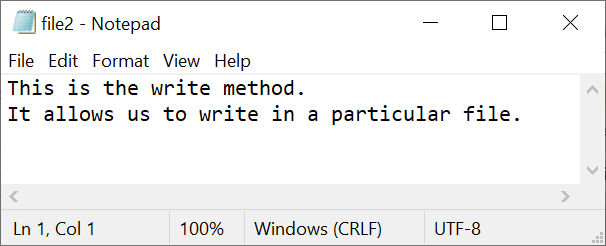 file2 - Notepad
File Edit Format View Help
This is the write method.
It allows us to write in a particular file.
Ln 1, Col 1 100% Windows (CRLF) UTF-8